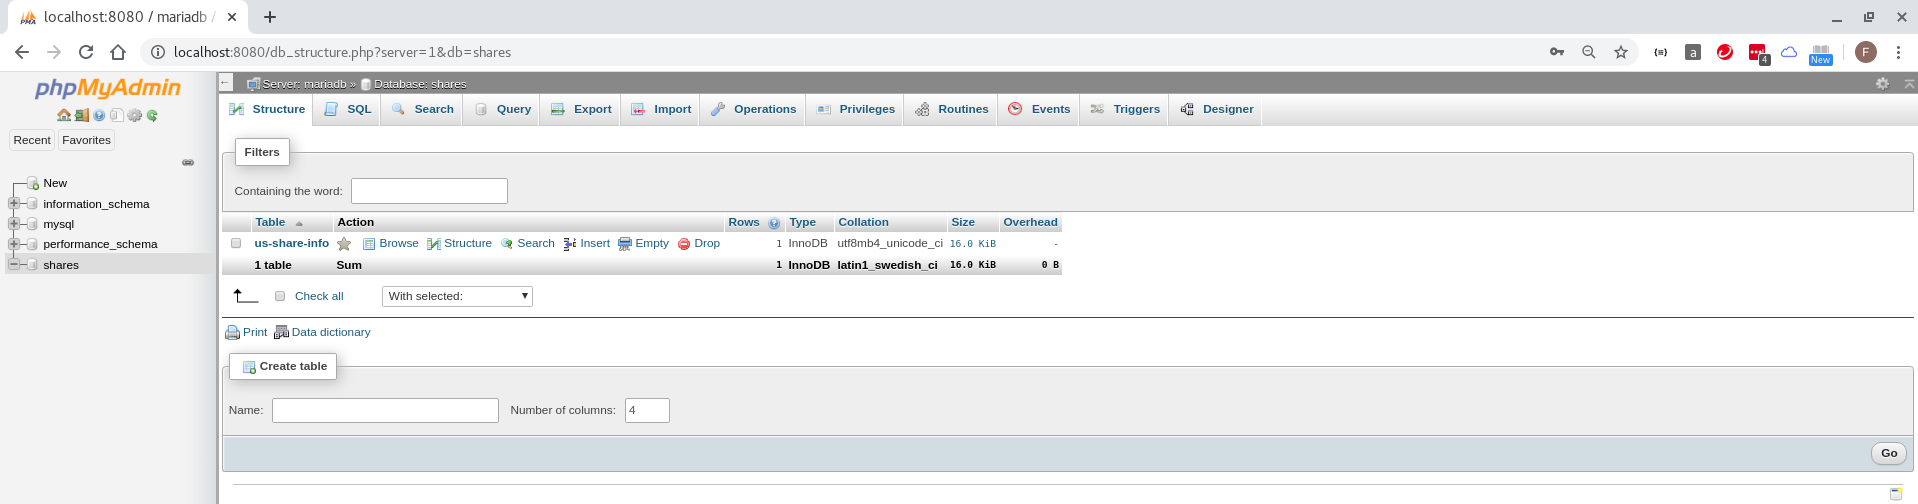 localhost:8080 / mariadb /
localhost:8080/db_structure.php?server=1&db=shares
a
4
New
F
phpMyAdmin
Recent Favorites
New
information_schema
mysql
performance_schema
shares
Server: mariadb » Database: shares
Structure SQL Search Query Export Import Operations Privileges Routines Events Triggers Designer
Filters
Containing the word:
Table Action Rows Type Collation Size Overhead
us-share-info Browse Structure Search Insert Empty Drop 1 InnoDB utf8mb4_unicode_ci 16.0 KiB -
1 table Sum 1 InnoDB latin1_swedish_ci 16.0 KiB 0 B
Check all With selected:
Print Data dictionary
Create table
Name: Number of columns: 4
Go